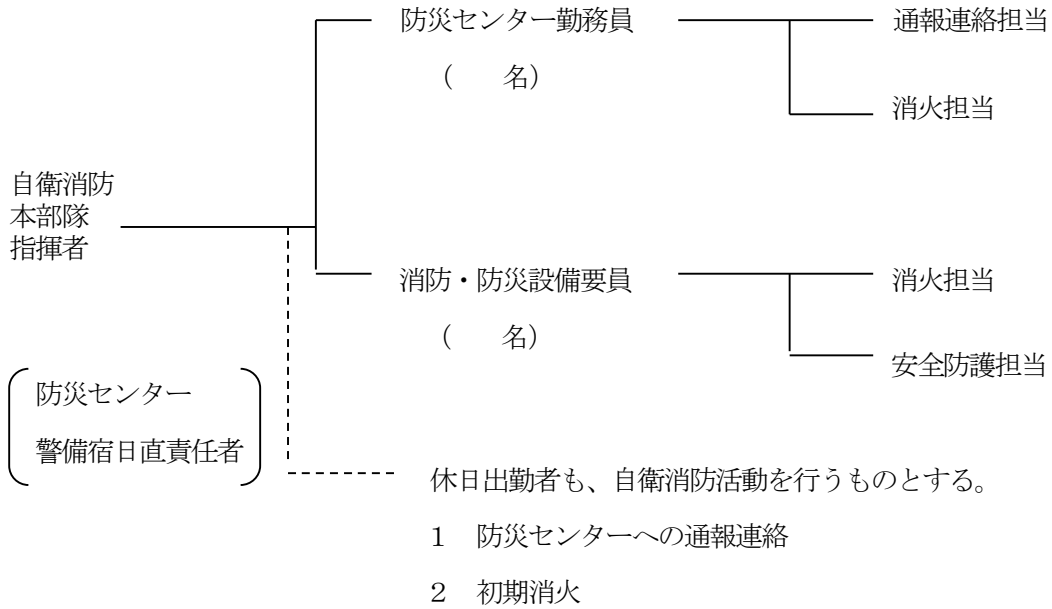 防災センター勤務員
(　　名)
通報連絡担当
消火担当
自衛消防
本部隊
指揮者
消防・防災設備要員
(　　名)
消火担当
安全防護担当
防災センター
警備宿日直責任者
休日出勤者も、自衛消防活動を行うものとする。
1　防災センターへの通報連絡
2　初期消火